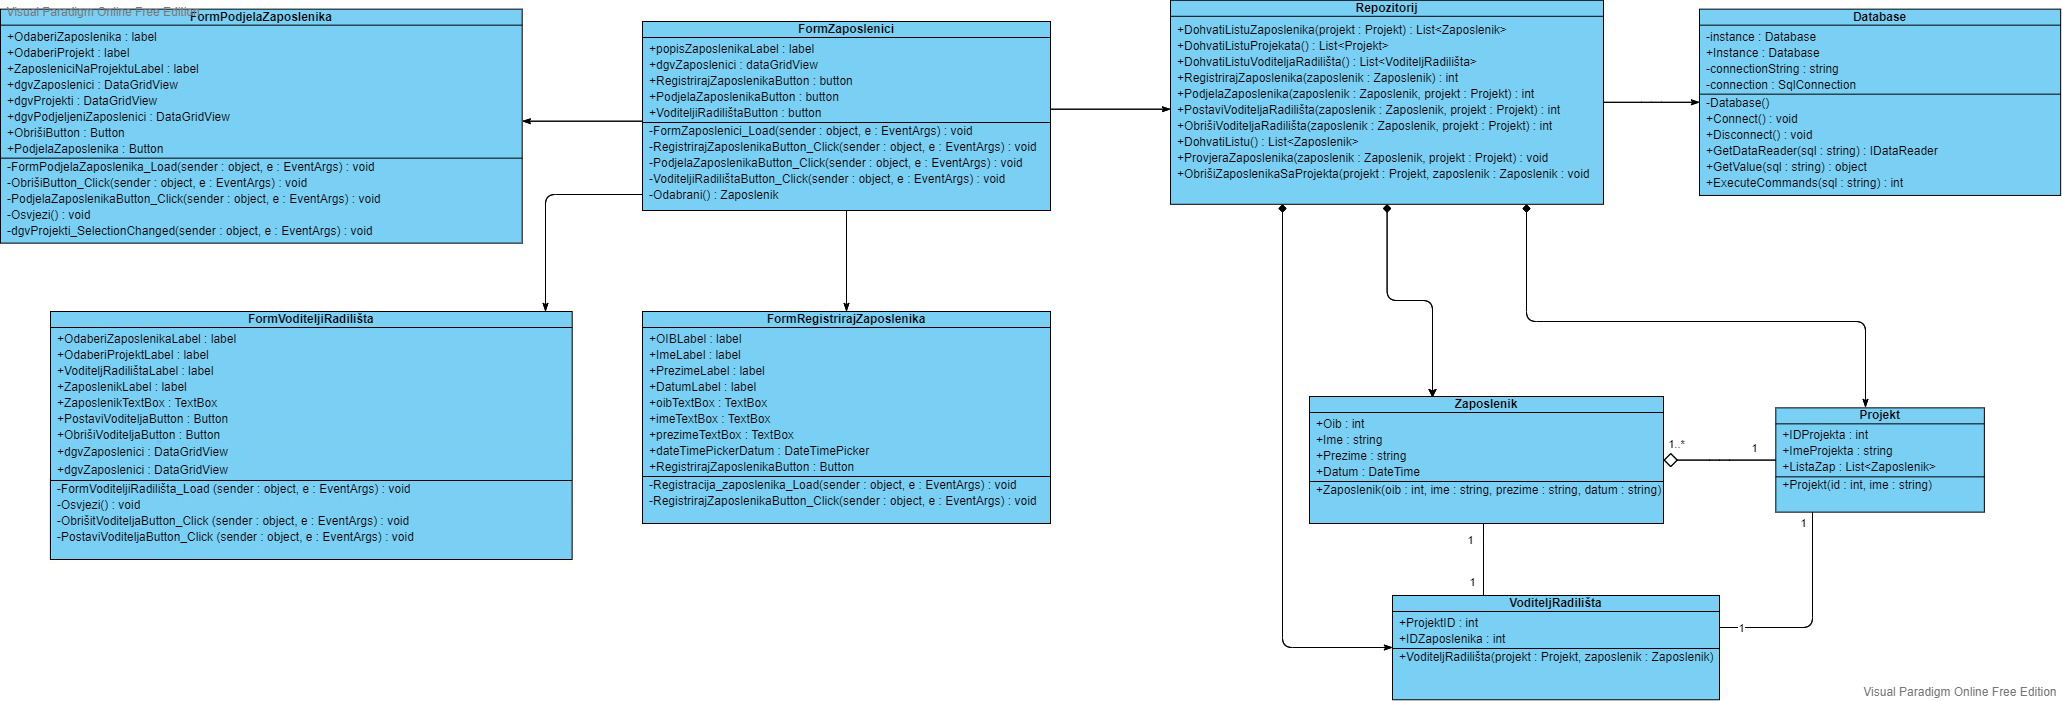 Visual Paradigm Online Free Edition
FormPodjelaZaposlenika
+OdaberiZaposlenika : label
+OdaberiProjekt : label
+ZaposleniciNaProjektuLabel : label
+dgvZaposlenici : DataGridView
+dgvProjekti : DataGridView
+dgvPodjeljeniZaposlenici : DataGridView
+ObrišiButton : Button
+PodjelaZaposlenika : Button
-FormPodjelaZaposlenika_Load(sender : object, e : EventArgs) : void
-ObrišiButton_Click(sender : object, e : EventArgs) : void
-PodjelaZaposlenikaButton_Click(sender : object, e : EventArgs) : void
-Osvjezi() : void
-dgvProjekti_SelectionChanged(sender : object, e : EventArgs) : void
FormZaposlenici
+popisZaposlenikaLabel : label
+dgvZaposlenici : dataGridView
+RegistrirajZaposlenikaButton : button
+PodjelaZaposlenikaButton : button
+VoditeljiRadilištaButton : button
-FormZaposlenici_Load(sender : object, e : EventArgs) : void
-RegistrirajZaposlenikaButton_Click(sender : object, e : EventArgs) : void
-PodjelaZaposlenikaButton_Click(sender : object, e : EventArgs) : void
-VoditeljiRadilištaButton_Click(sender : object, e : EventArgs) : void
-Odabrani() : Zaposlenik
Repozitorij
+DohvatiListuZaposlenika(projekt : Projekt) : List<Zaposlenik>
+DohvatiListuProjekata() : List<Projekt>
+DohvatiListuVoditeljaRadilišta() : List<VoditeljRadilišta>
+RegistrirajZaposlenika(zaposlenik : Zaposlenik) : int
+PodjelaZaposlenika(zaposlenik : Zaposlenik, projekt : Projekt) : int
+PostaviVoditeljaRadilišta(zaposlenik : Zaposlenik, projekt : Projekt) : int
+ObrišiVoditeljaRadilišta(zaposlenik : Zaposlenik, projekt : Projekt) : int
+DohvatiListu() : List<Zaposlenik>
+ProvjeraZaposlenika(zaposlenik : Zaposlenik, projekt : Projekt) : void
+ObrišiZaposlenikaSaProjekta(projekt : Projekt, zaposlenik : Zaposlenik : void
Database
-instance : Database
+Instance : Database
-connectionString : string
-connection : SqlConnection
-Database()
+Connect() : void
+Disconnect() : void
+GetDataReader(sql : string) : IDataReader
+GetValue(sql : string) : object
+ExecuteCommands(sql : string) : int
FormVoditeljiRadilišta
+OdaberiZaposlenikaLabel : label
+OdaberiProjektLabel : label
+VoditeljRadilištaLabel : label
+ZaposlenikLabel : label
+ZaposlenikTextBox : TextBox
+PostaviVoditeljaButton : Button
+ObrišiVoditeljaButton : Button
+dgvZaposlenici : DataGridView
+dgvZaposlenici : DataGridView
-FormVoditeljiRadilišta_Load (sender : object, e : EventArgs) : void
-Osvjezi() : void
-ObrišitVoditeljaButton_Click (sender : object, e : EventArgs) : void
-PostaviVoditeljaButton_Click (sender : object, e : EventArgs) : void
FormRegistrirajZaposlenika
+OIBLabel : label
+ImeLabel : label
+PrezimeLabel : label
+DatumLabel : label
+oibTextBox : TextBox
+imeTextBox : TextBox
+prezimeTextBox : TextBox
+dateTimePickerDatum : DateTimePicker
+RegistrirajZaposlenikaButton : Button
-Registracija_zaposlenika_Load(sender : object, e : EventArgs) : void
-RegistrirajZaposlenikaButton_Click(sender : object, e : EventArgs) : void
Zaposlenik
+Oib : int
+Ime : string
+Prezime : string
+Datum : DateTime
+Zaposlenik(oib : int, ime : string, prezime : string, datum : string)
1..*
1
Projekt
+IDProjekta : int
+ImeProjekta : string
+ListaZap : List<Zaposlenik>
+Projekt(id : int, ime : string)
1
1
1
VoditeljRadilišta
+ProjektID : int
+IDZaposlenika : int
+VoditeljRadilišta(projekt : Projekt, zaposlenik : Zaposlenik)
1
Visual Paradigm Online Free Edition